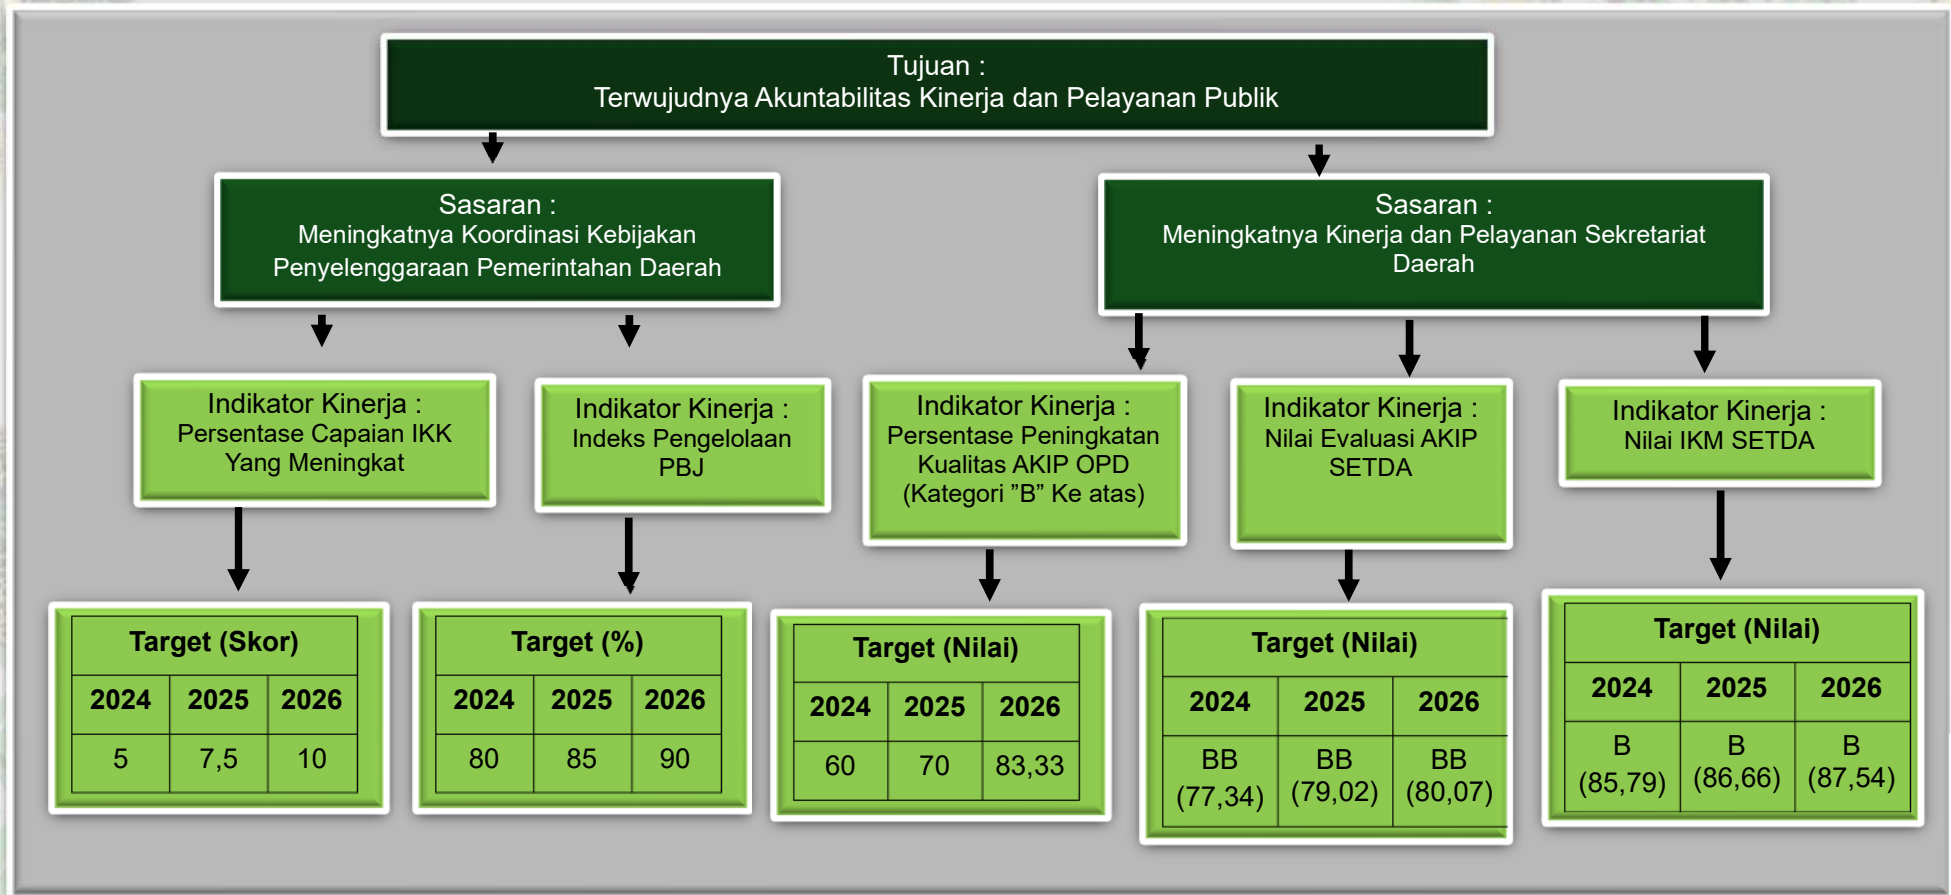 Tujuan :
Terwujudnya Akuntabilitas Kinerja dan Pelayanan Publik
Sasaran :
Meningkatnya Koordinasi Kebijakan
Penyelenggaraan Pemerintahan Daerah
Sasaran :
Meningkatnya Kinerja dan Pelayanan Sekretariat
Daerah
Indikator Kinerja :
Persentase Capaian IKK
Yang Meningkat
Indikator Kinerja :
Indeks Pengelolaan
PBJ
Indikator Kinerja :
Persentase Peningkatan
Kualitas AKIP OPD
(Kategori ”B” Ke atas)
Indikator Kinerja :
Nilai Evaluasi AKIP
SETDA
Indikator Kinerja :
Nilai IKM SETDA
Target (Skor)
2024 2025 2026
5 7,5 10
Target (%)
2024 2025 2026
80 85 90
Target (Nilai)
2024 2025 2026
60 70 83,33
Target (Nilai)
2024 2025 2026
BB BB BB
(77,34) (79,02) (80,07)
Target (Nilai)
2024 2025 2026
B B B
(85,79) (86,66) (87,54)